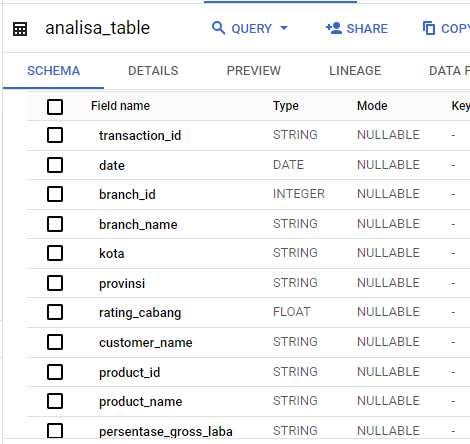 analisa_table QUERY SHARE COPY
SCHEMA DETAILS PREVIEW LINEAGE DATA P
Field name Type Mode Key
transaction_id STRING NULLABLE -
date DATE NULLABLE -
branch_id INTEGER NULLABLE -
branch_name STRING NULLABLE -
kota STRING NULLABLE -
provinsi STRING NULLABLE -
rating_cabang FLOAT NULLABLE -
customer_name STRING NULLABLE -
product_id STRING NULLABLE -
product_name STRING NULLABLE -
persentase_gross_laba STRING NULLABLE -